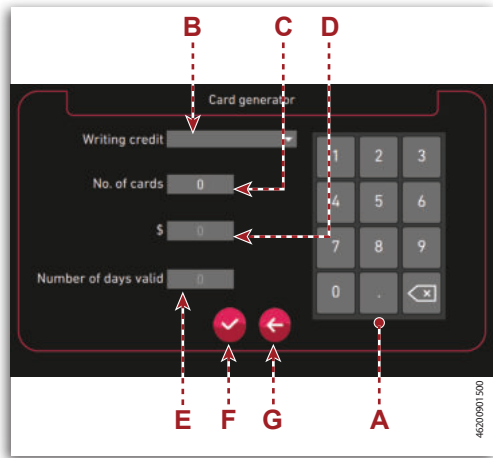 B C D
Card generator
Writing credit
1 2 3
No. of cards 0
4 5 6
$ 0
7 8 9
Number of days valid 0
0 .
E F G A
46200901500